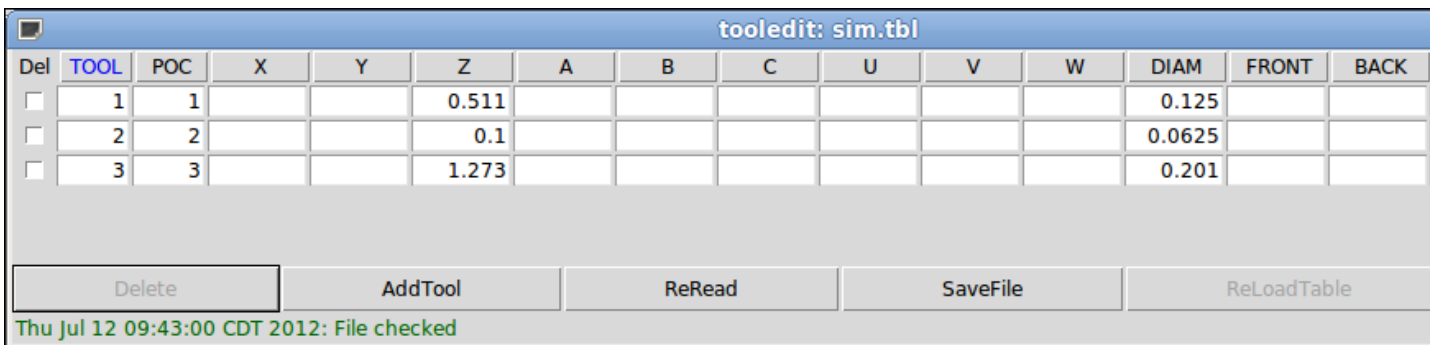 tooledit: sim.tbl
Del TOOL POC X Y Z A B C U V W DIAM FRONT BACK
1 1 0.511 0.125
2 2 0.1 0.0625
3 3 1.273 0.201
Delete AddTool ReRead SaveFile ReLoadTable
Thu Jul 12 09:43:00 CDT 2012: File checked